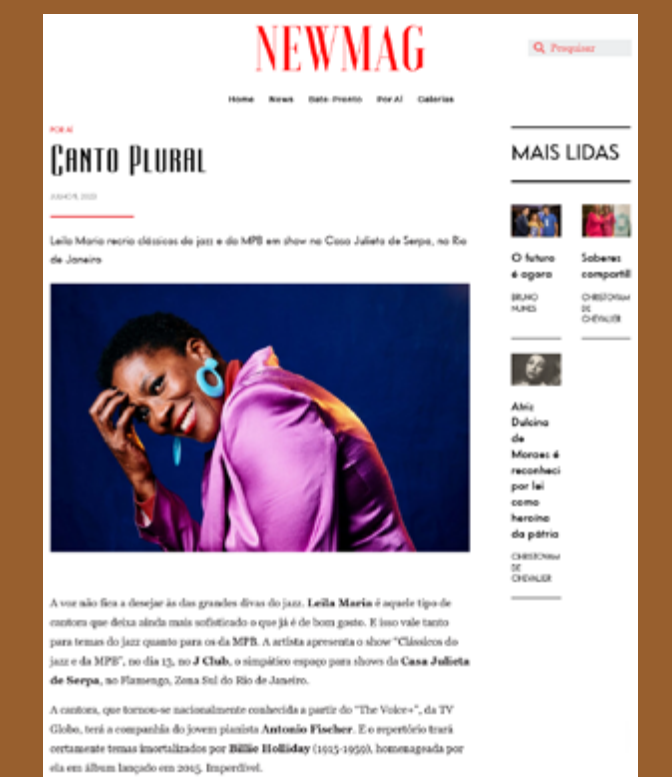 NEWMAG
Pesquisar
Home News Bate-Pronto Por Aí Galerias
POR AÍ
CANTO PLURAL
JULHO 11, 2023
Leila Maria recria clássicos do jazz e da MPB em show na Casa Julieta de Serpa, no Rio
de Janeiro
A voz não fica a desejar às das grandes divas do jazz. Leila Maria é aquele tipo de
cantora que deixa ainda mais sofisticado o que já é de bom gosto. E isso vale tanto
para temas do jazz quanto para os da MPB. A artista apresenta o show "Clássicos do
jazz e da MPB", no dia 13, no J Club, o simpático espaço para shows da Casa Julieta
de Serpa, no Flamengo, Zona Sul do Rio de Janeiro.
A cantora, que tornou-se nacionalmente conhecida a partir do "The Voice+", da TV
Globo, terá a companhia do jovem pianista Antonio Fischer. E o repertório trará
certamente temas imortalizados por Billie Holliday (1915-1959), homenageada por
ela em álbum lançado em 2015. Imperdível.
MAIS LIDAS
O futuro
é agora
BRUNO
NUNES
Saberes
compartil
CHRISTOVAM
DE
CHEVALIER
Atriz
Dulcina
de
Moraes é
reconheci
por lei
como
heroína
da pátria
CHRISTOVAM
DE
CHEVALIER